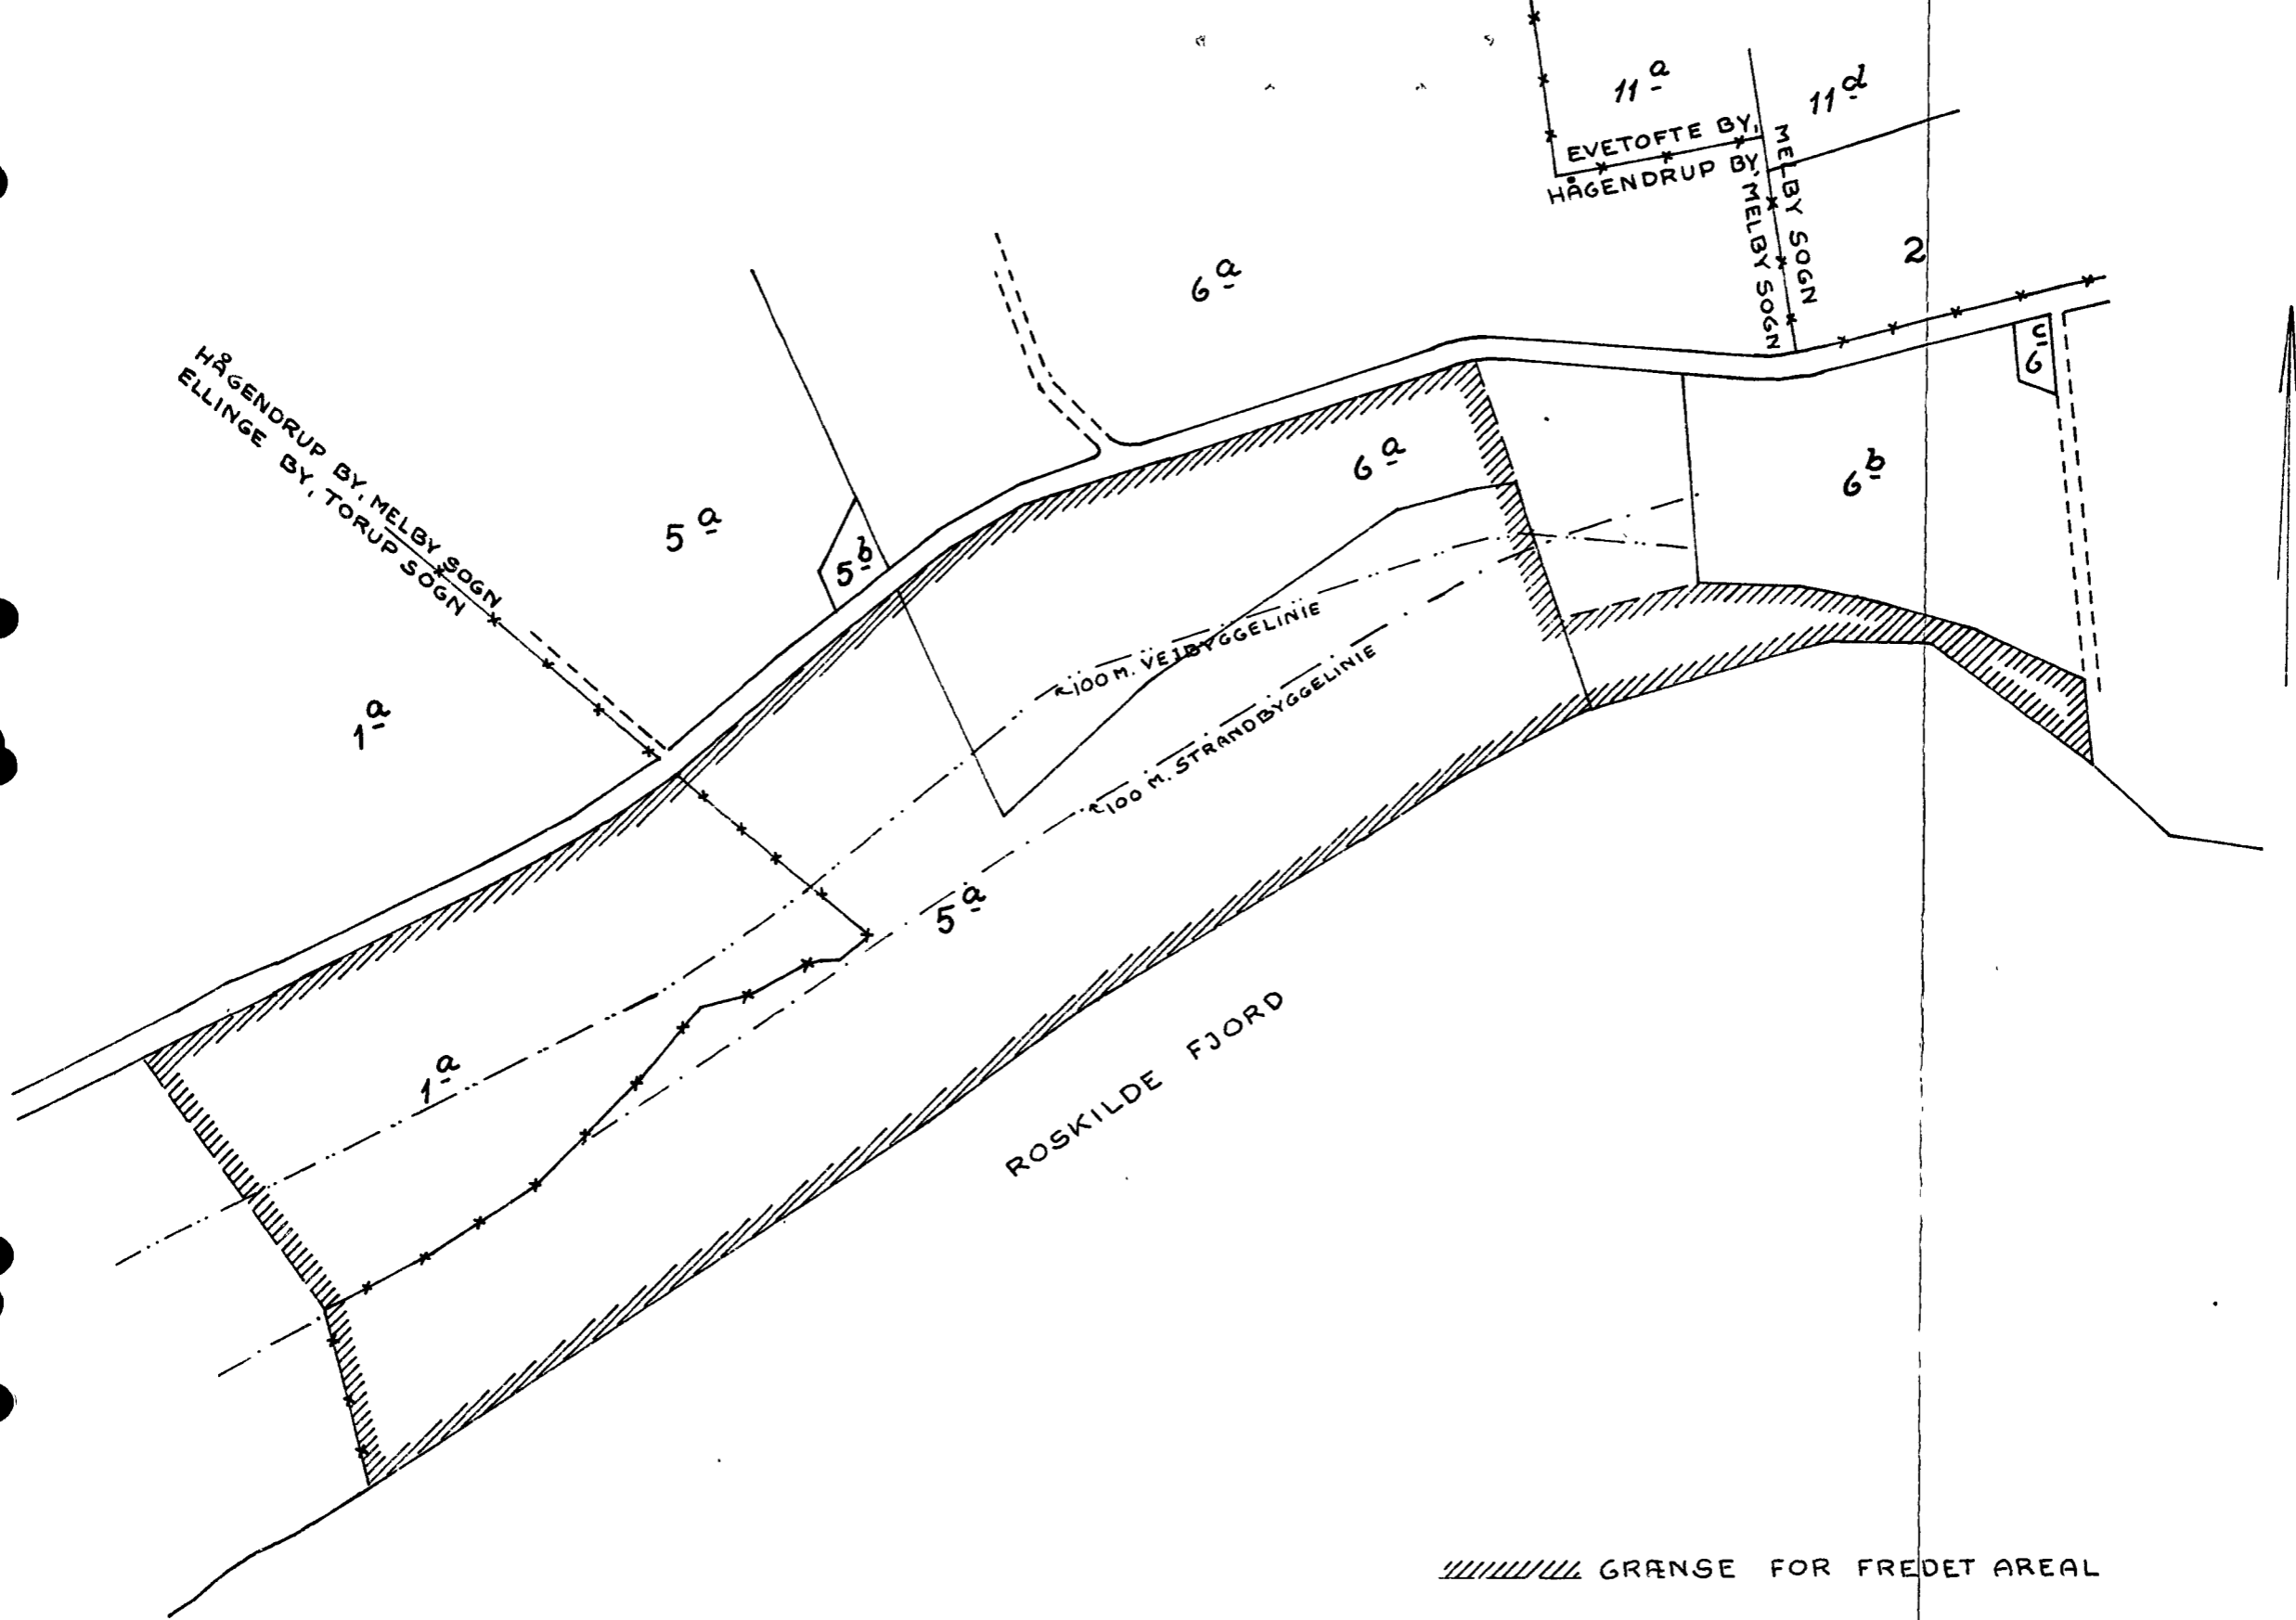 11a
11d
EVETOFTE BY,
MELBY SOGN
HÅGENDRUP BY,
MELBY SOGN
2
6a
c
6
HÅGENDRUP BY, MELBY SOGN
ELLINGE BY, TORUP SOGN
5a
5b
6a
6b
100 M. VEJBYGGELINIE
100 M. STRANDBYGGELINIE
1a
5a
1a
ROSKILDE FJORD
GRÆNSE FOR FREDET AREAL